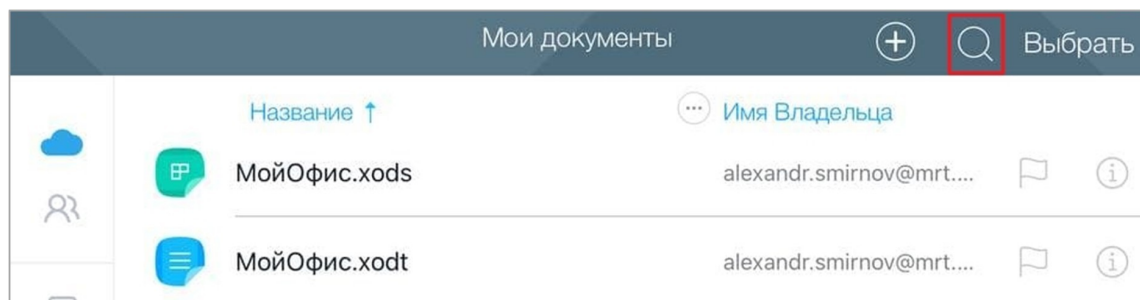 Мои документы Выбрать
Название ↑ Имя Владельца
МойОфис.xods alexandr.smirnov@mrt....
МойОфис.xodt alexandr.smirnov@mrt....